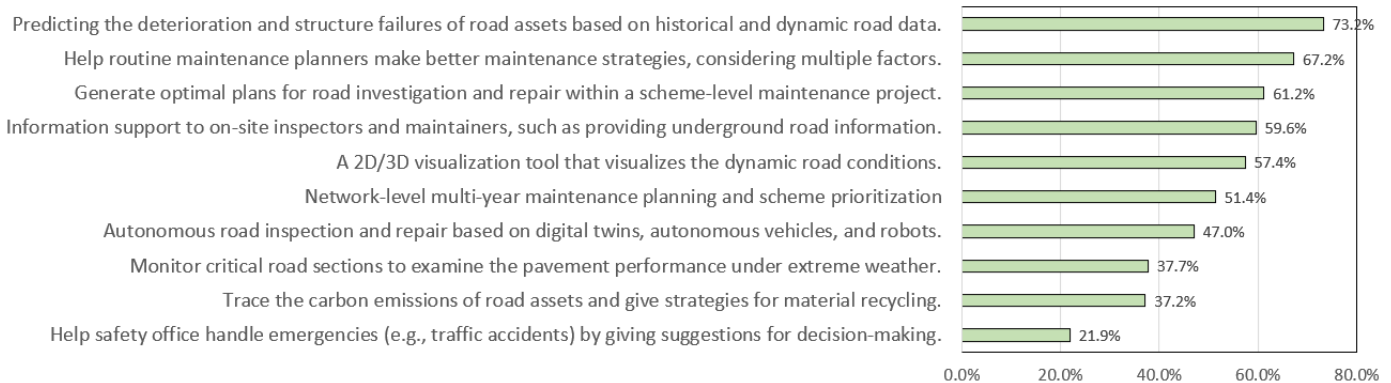 Predicting the deterioration and structure failures of road assets based on historical and dynamic road data. 73.2%
Help routine maintenance planners make better maintenance strategies, considering multiple factors. 67.2%
Generate optimal plans for road investigation and repair within a scheme-level maintenance project. 61.2%
Information support to on-site inspectors and maintainers, such as providing underground road information. 59.6%
A 2D/3D visualization tool that visualizes the dynamic road conditions. 57.4%
Network-level multi-year maintenance planning and scheme prioritization 51.4%
Autonomous road inspection and repair based on digital twins, autonomous vehicles, and robots. 47.0%
Monitor critical road sections to examine the pavement performance under extreme weather. 37.7%
Trace the carbon emissions of road assets and give strategies for material recycling. 37.2%
Help safety office handle emergencies (e.g., traffic accidents) by giving suggestions for decision-making. 21.9%
0.0% 20.0% 40.0% 60.0% 80.0%